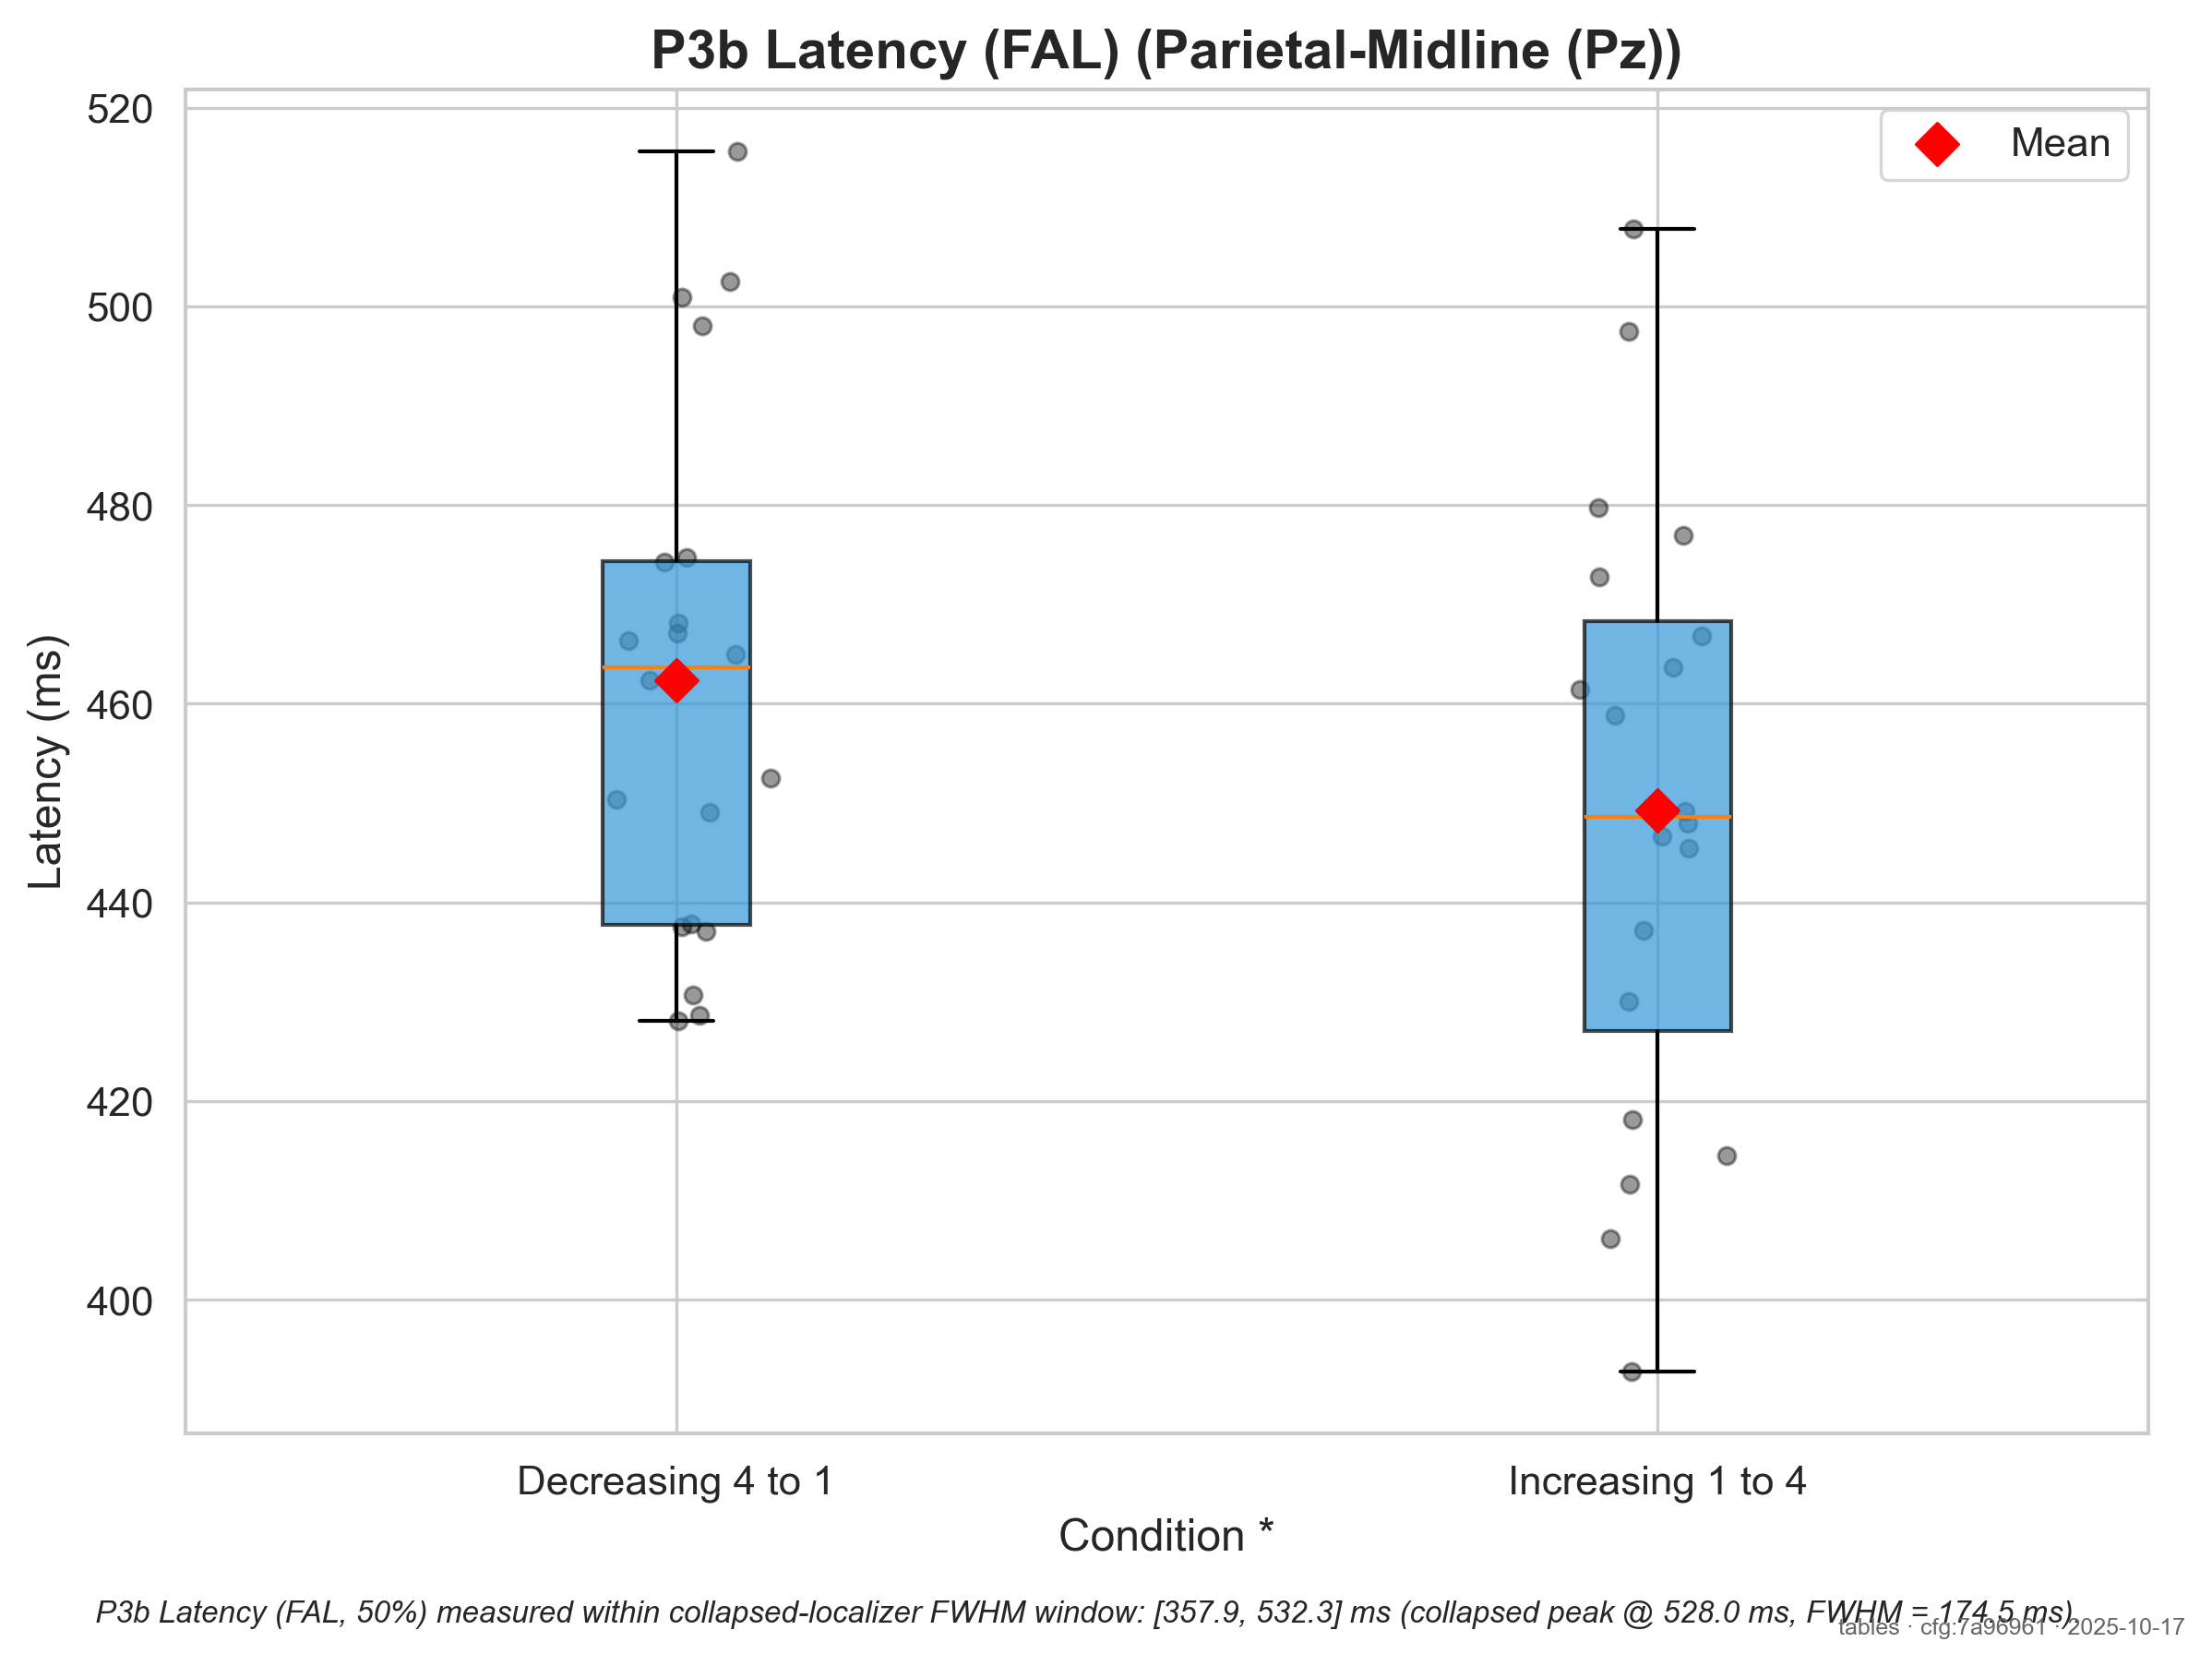 P3b Latency (FAL) (Parietal-Midline (Pz))
Mean
Latency (ms)
520
500
480
460
440
420
400
Decreasing 4 to 1
Increasing 1 to 4
Condition *
P3b Latency (FAL, 50%) measured within collapsed-localizer FWHM window: [357.9, 532.3] ms (collapsed peak @ 528.0 ms, FWHM = 174.5 ms).
tables · cfg:7a96961 · 2025-10-17